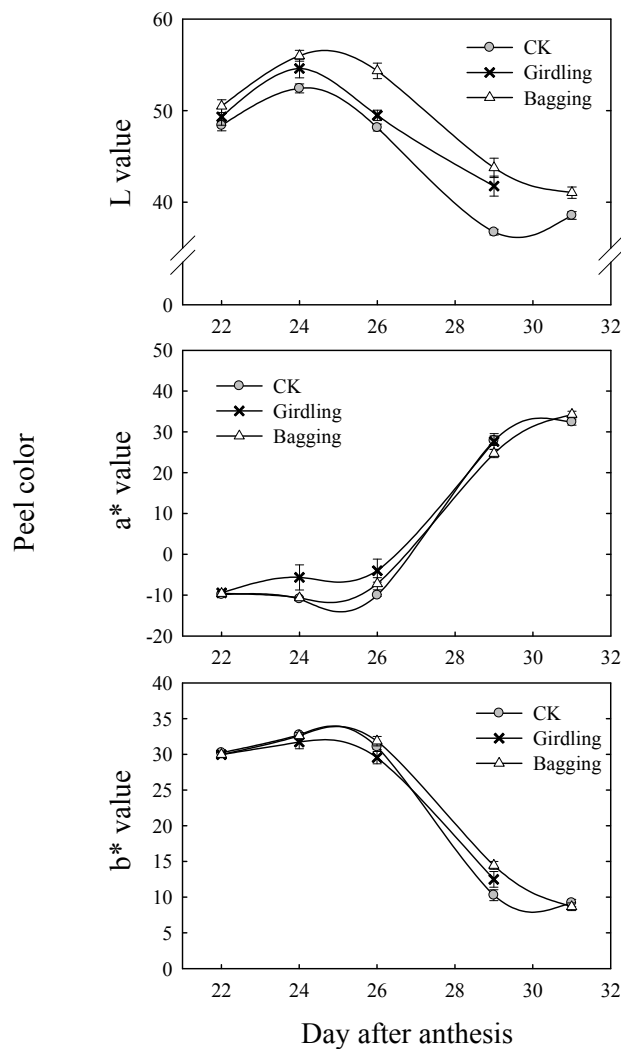 60
50
40
0
L value
CK
Girdling
Bagging
22 24 26 28 30 32
50
40
30
20
10
0
-10
-20
Peel color
a* value
CK
Girdling
Bagging
22 24 26 28 30 32
40
35
30
25
20
15
10
5
0
b* value
CK
Girdling
Bagging
22 24 26 28 30 32
Day after anthesis